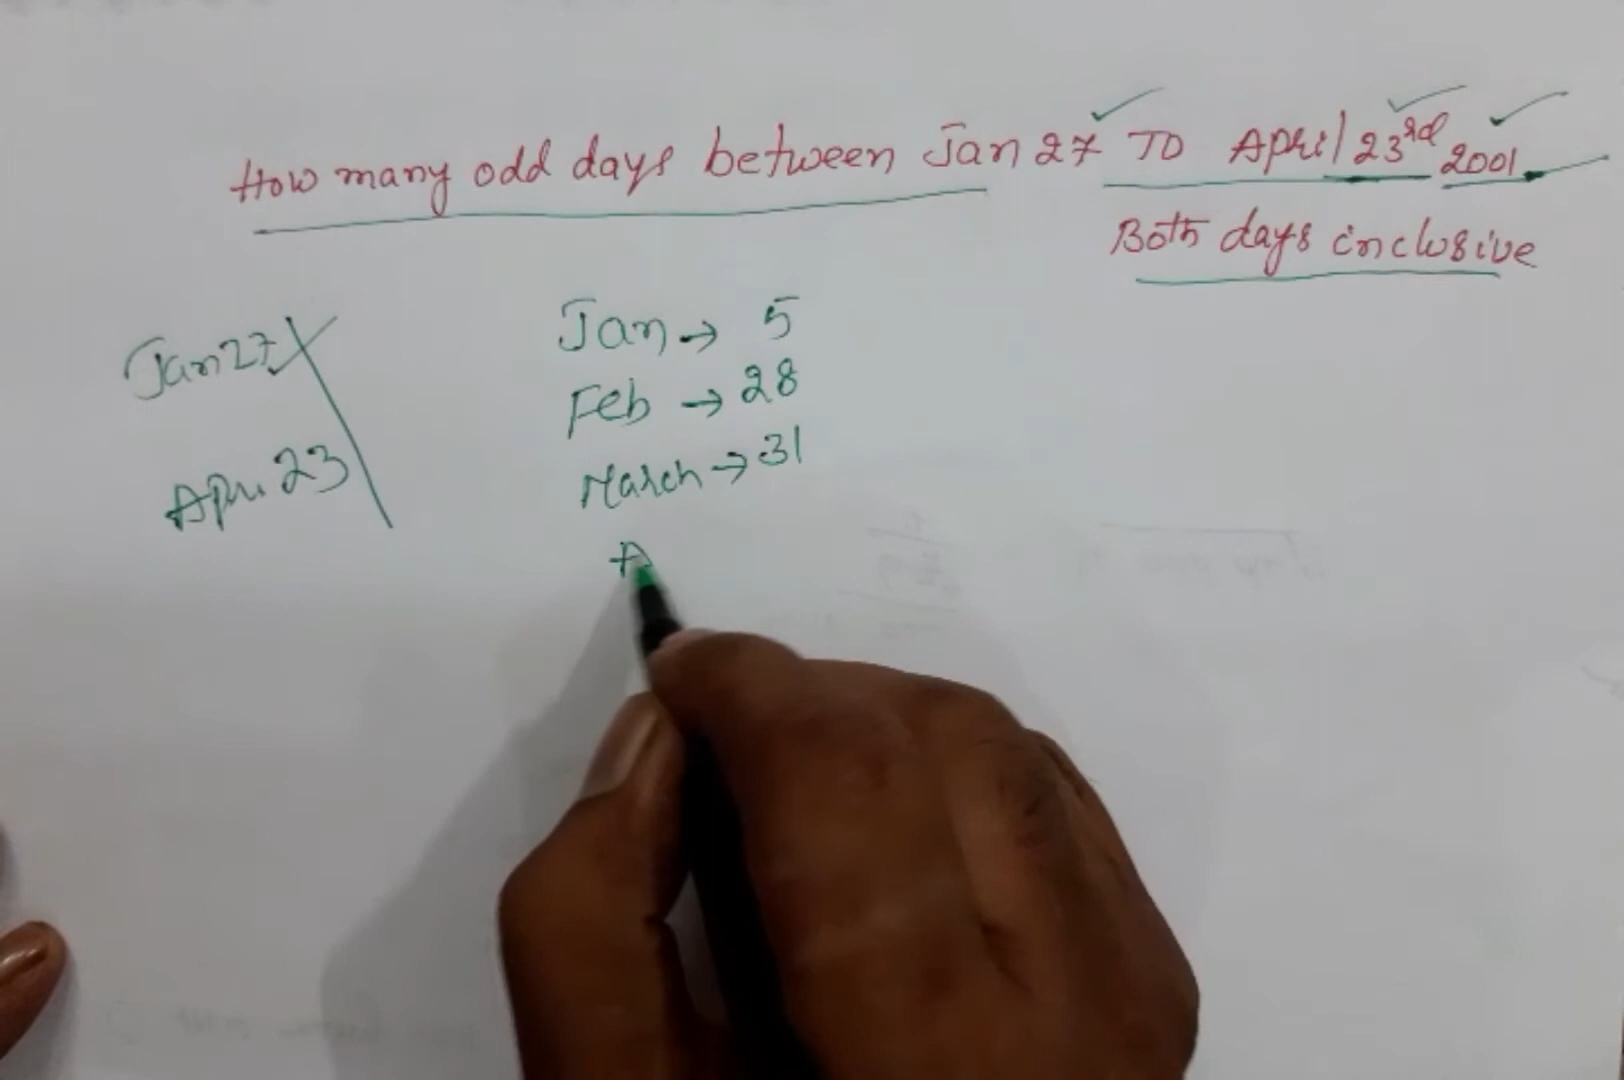 How many odd days between Jan 27 TO April 23rd 2001.
Both days inclusive
Jan 27
Apri. 23
Jan → 5
Feb → 28
March → 31
A